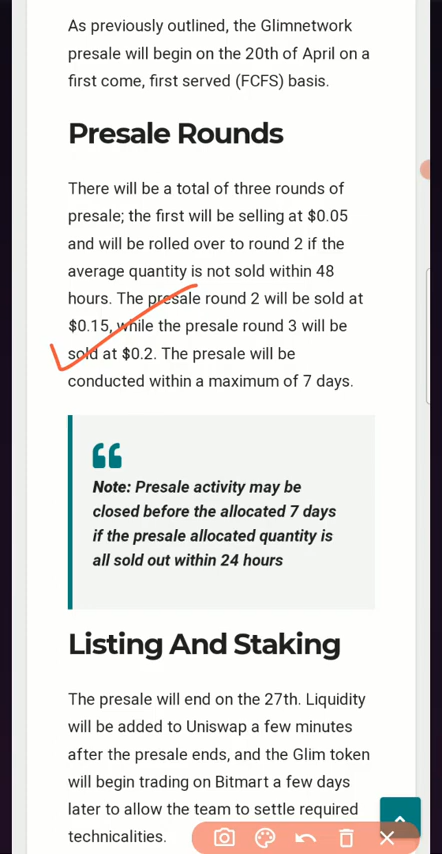 As previously outlined, the Glimnetwork
presale will begin on the 20th of April on a
first come, first served (FCFS) basis.
Presale Rounds
There will be a total of three rounds of
presale; the first will be selling at $0.05
and will be rolled over to round 2 if the
average quantity is not sold within 48
hours. The presale round 2 will be sold at
$0.15, while the presale round 3 will be
sold at $0.2. The presale will be
conducted within a maximum of 7 days.
Note: Presale activity may be
closed before the allocated 7 days
if the presale allocated quantity is
all sold out within 24 hours
Listing And Staking
The presale will end on the 27th. Liquidity
will be added to Uniswap a few minutes
after the presale ends, and the Glim token
will begin trading on Bitmart a few days
later to allow the team to settle required
technicalities.